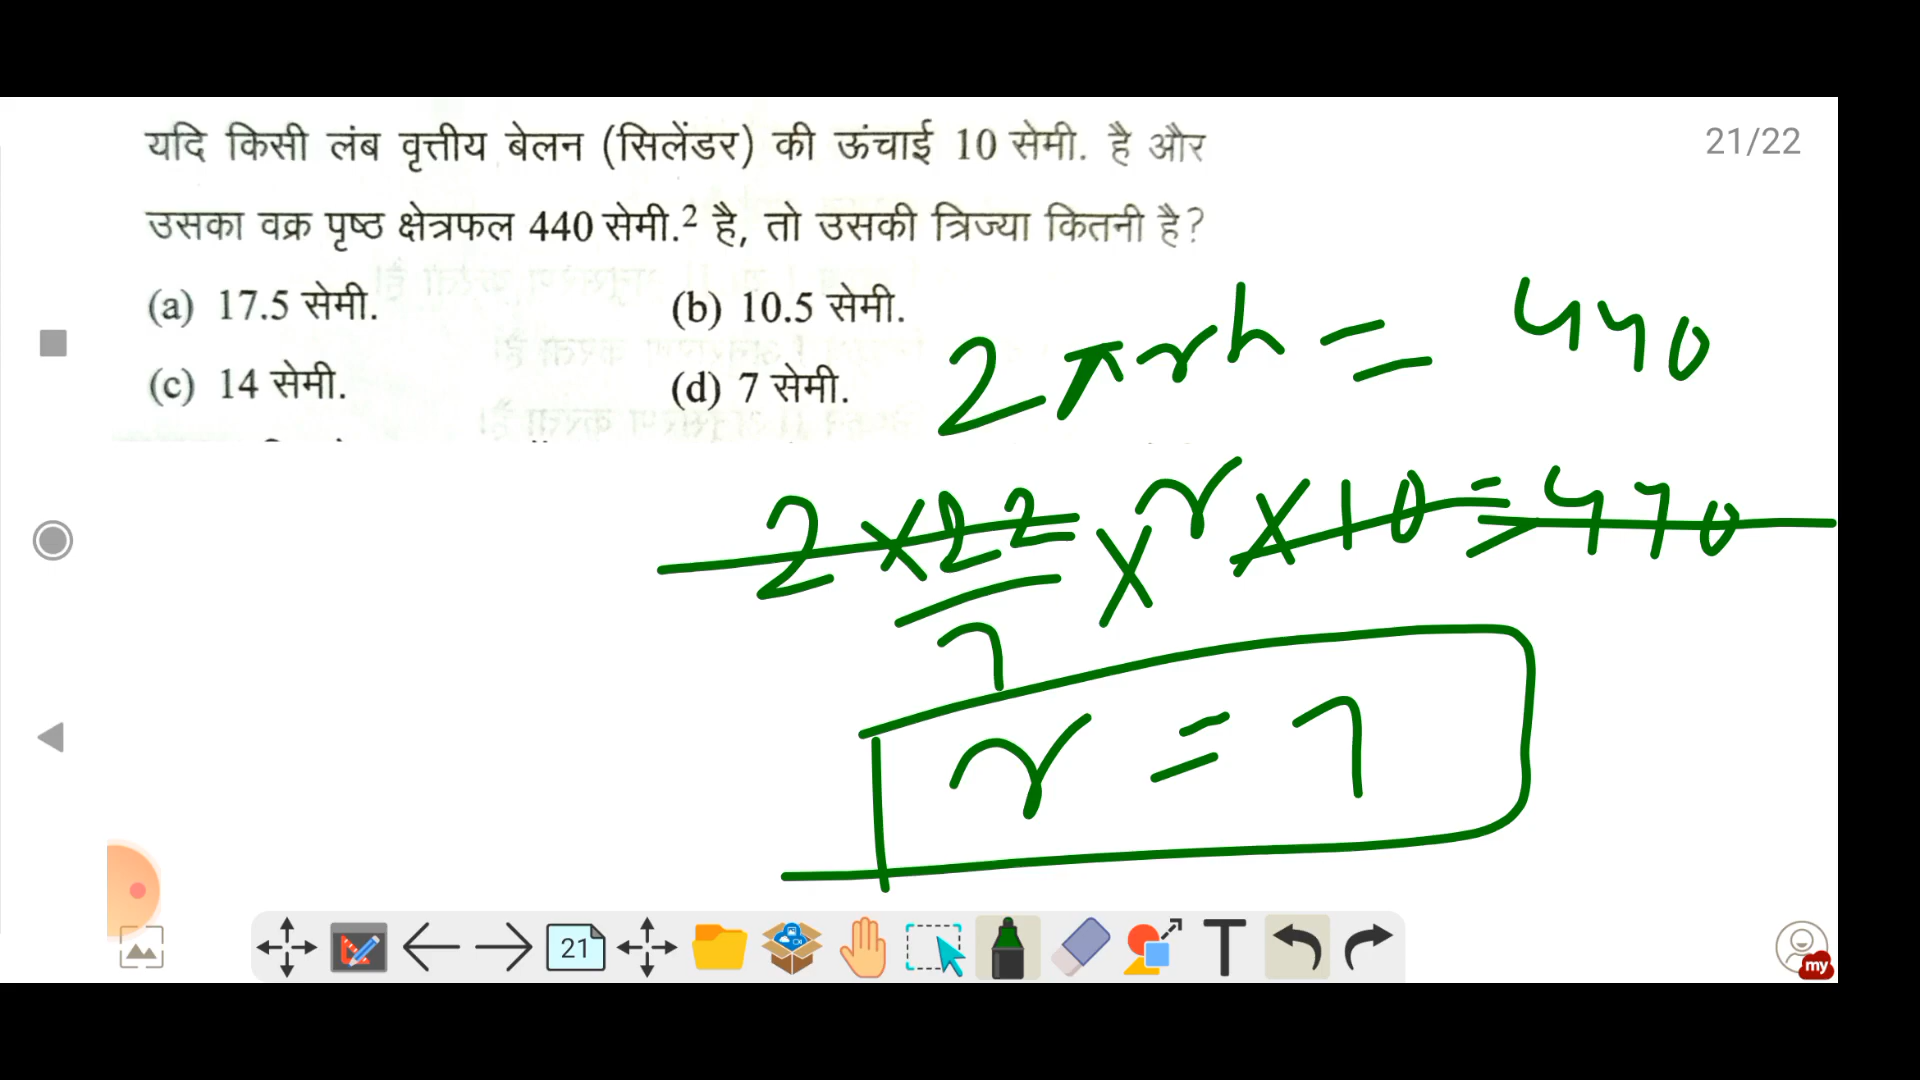 यदि किसी लंब वृत्तीय बेलन (सिलेंडर) की ऊंचाई 10 सेमी. है और
21/22
उसका वक्र पृष्ठ क्षेत्रफल 440 सेमी.² है, तो उसकी त्रिज्या कितनी है?
(a) 17.5 सेमी. (b) 10.5 सेमी.
(c) 14 सेमी. (d) 7 सेमी.
2πrh = 440
2×22/7 × r × 10 = 440
r = 7
21
T
my